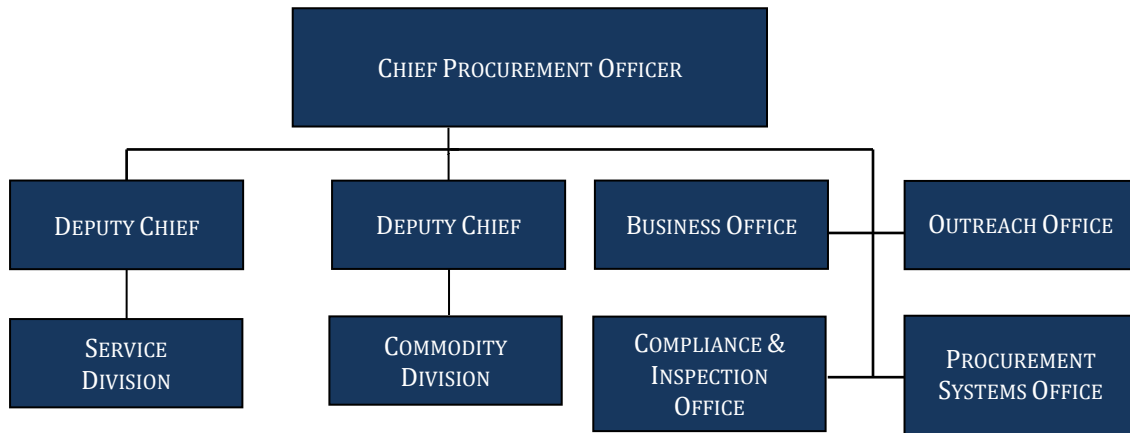 CHIEF PROCUREMENT OFFICER
DEPUTY CHIEF
DEPUTY CHIEF
BUSINESS OFFICE
OUTREACH OFFICE
SERVICE
DIVISION
COMMODITY
DIVISION
COMPLIANCE &
INSPECTION
OFFICE
PROCUREMENT
SYSTEMS OFFICE